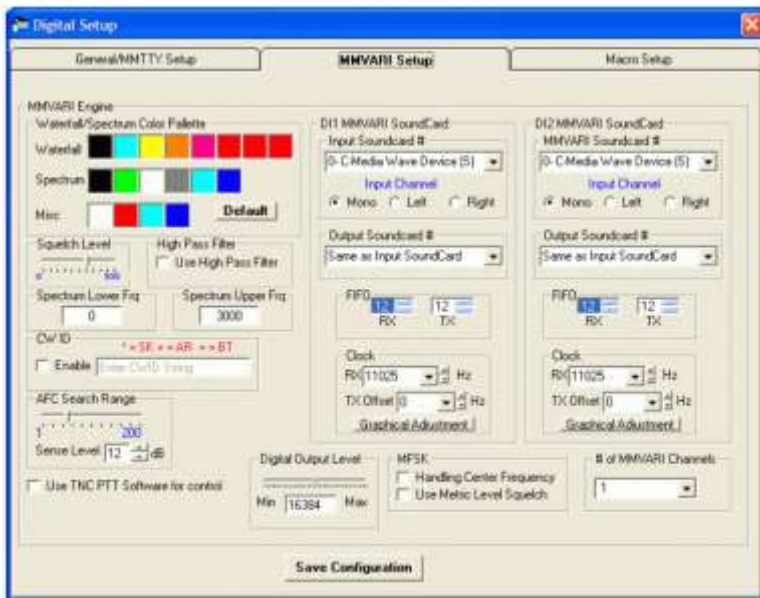 Digital Setup
General/MMTTY Setup
MMVARI Setup
Macro Setup
MMVARI Engine
Waterfall/Spectrum Color Pallette
Waterfall
Spectrum
Misc
Default
Squelch Level
0
High Pass Filter
Use High Pass Filter
Spectrum Lower Frq
0
Spectrum Upper Frq
3000
CW ID
Enable
Enter CwID String
AFC Search Range
1
200
Sense Level
12
dB
Use TNC PTT Software for control
DI1 MMVARI SoundCard
Input Soundcard #
0- C-Media Wave Device (5)
Input Channel
Mono
Left
Right
Output Soundcard #
Same as Input SoundCard
FIFO
12
12
RX
TX
Clock
RX
11025
Hz
TX Offset
0
Hz
Graphical Adjustment
DI2 MMVARI SoundCard
MMVARI Soundcard #
0- C-Media Wave Device (5)
Input Channel
Mono
Left
Right
Output Soundcard #
Same as Input SoundCard
FIFO
12
12
RX
TX
Clock
RX
11025
Hz
TX Offset
0
Hz
Graphical Adjustment
Digital Output Level
Min
16384
Max
MFSK
Handling Center Frequency
Use Metric Level Squelch
# of MMVARI Channels
1
Save Configuration